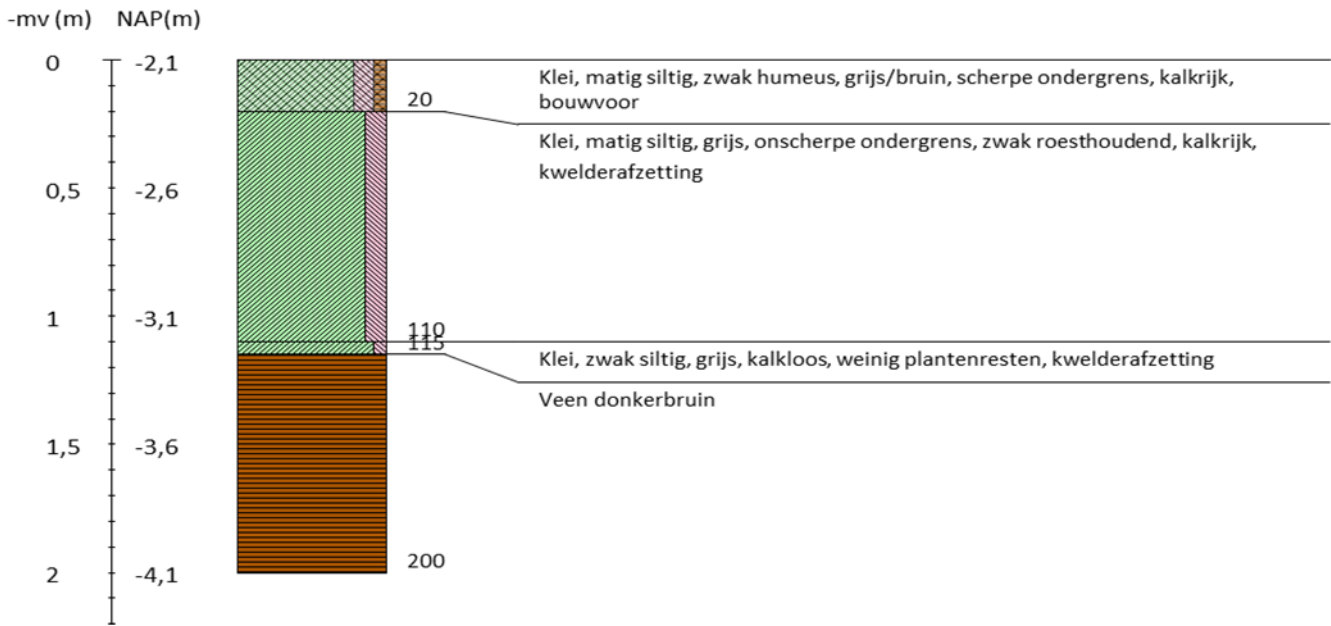 -mv (m) NAP(m)
0 -2,1
Klei, matig siltig, zwak humeus, grijs/bruin, scherpe ondergrens, kalkrijk,
bouwvoor
20
Klei, matig siltig, grijs, onscherpe ondergrens, zwak roesthoudend, kalkrijk,
kwelderafzetting
0,5 -2,6
1 -3,1
110
115
Klei, zwak siltig, grijs, kalkloos, weinig plantenresten, kwelderafzetting
Veen donkerbruin
1,5 -3,6
200
2 -4,1